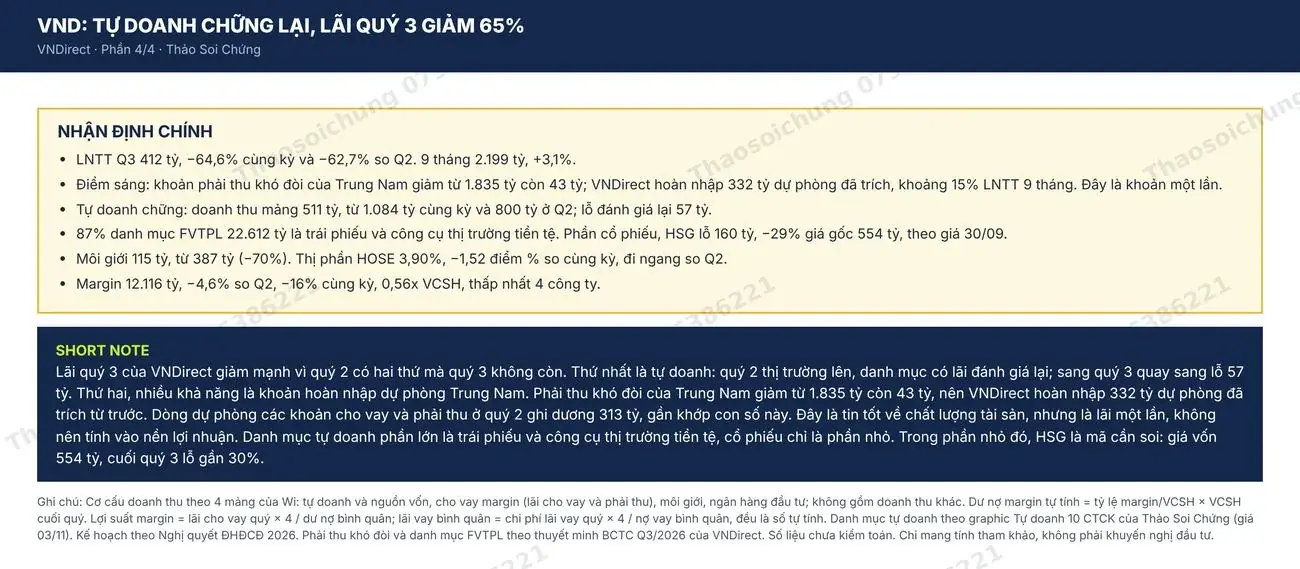 VND: TỰ DOANH CHỮNG LẠI, LÃI QUÝ 3 GIẢM 65%
VNDirect · Phần 4/4 · Thảo Soi Chứng
NHẬN ĐỊNH CHÍNH
• LNTT Q3 412 tỷ, −64,6% cùng kỳ và −62,7% so Q2. 9 tháng 2.199 tỷ, +3,1%.
• Điểm sáng: khoản phải thu khó đòi của Trung Nam giảm từ 1.835 tỷ còn 43 tỷ; VNDirect hoàn nhập 332 tỷ dự phòng đã trích, khoảng 15% LNTT 9 tháng. Đây là khoản một lần.
• Tự doanh chững: doanh thu mảng 511 tỷ, từ 1.084 tỷ cùng kỳ và 800 tỷ ở Q2; lỗ đánh giá lại 57 tỷ.
• 87% danh mục FVTPL 22.612 tỷ là trái phiếu và công cụ thị trường tiền tệ. Phần cổ phiếu, HSG lỗ 160 tỷ, −29% giá gốc 554 tỷ, theo giá 30/09.
• Môi giới 115 tỷ, từ 387 tỷ (−70%). Thị phần HOSE 3,90%, −1,52 điểm % so cùng kỳ, đi ngang so Q2.
• Margin 12.116 tỷ, −4,6% so Q2, −16% cùng kỳ, 0,56x VCSH, thấp nhất 4 công ty.
SHORT NOTE
Lãi quý 3 của VNDirect giảm mạnh vì quý 2 có hai thứ mà quý 3 không còn. Thứ nhất là tự doanh: quý 2 thị trường lên, danh mục có lãi đánh giá lại; sang quý 3 quay sang lỗ 57
tỷ. Thứ hai, nhiều khả năng là khoản hoàn nhập dự phòng Trung Nam. Phải thu khó đòi của Trung Nam giảm từ 1.835 tỷ còn 43 tỷ, nên VNDirect hoàn nhập 332 tỷ dự phòng đã
trích từ trước. Dòng dự phòng các khoản cho vay và phải thu ở quý 2 ghi dương 313 tỷ, gần khớp con số này. Đây là tin tốt về chất lượng tài sản, nhưng là lãi một lần, không
nên tính vào nền lợi nhuận. Danh mục tự doanh phần lớn là trái phiếu và công cụ thị trường tiền tệ, cổ phiếu chỉ là phần nhỏ. Trong phần nhỏ đó, HSG là mã cần soi: giá vốn
554 tỷ, cuối quý 3 lỗ gần 30%.
Ghi chú: Cơ cấu doanh thu theo 4 mảng của Wi: tự doanh và nguồn vốn, cho vay margin (lãi cho vay và phải thu), môi giới, ngân hàng đầu tư; không gồm doanh thu khác. Dư nợ margin tự tính = tỷ lệ margin/VCSH × VCSH
cuối quý. Lợi suất margin = lãi cho vay quý × 4 / dư nợ bình quân; lãi vay bình quân = chi phí lãi vay quý × 4 / nợ vay bình quân, đều là số tự tính. Danh mục tự doanh theo graphic Tự doanh 10 CTCK của Thảo Soi Chứng (giá
03/11). Kế hoạch theo Nghị quyết ĐHĐCĐ 2026. Phải thu khó đòi và danh mục FVTPL theo thuyết minh BCTC Q3/2026 của VNDirect. Số liệu chưa kiểm toán. Chỉ mang tính tham khảo, không phải khuyến nghị đầu tư.